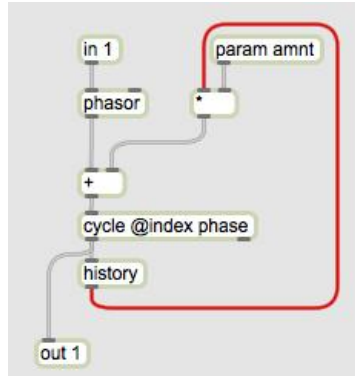 in 1
param amnt
phasor
*
+
cycle @index phase
history
out 1